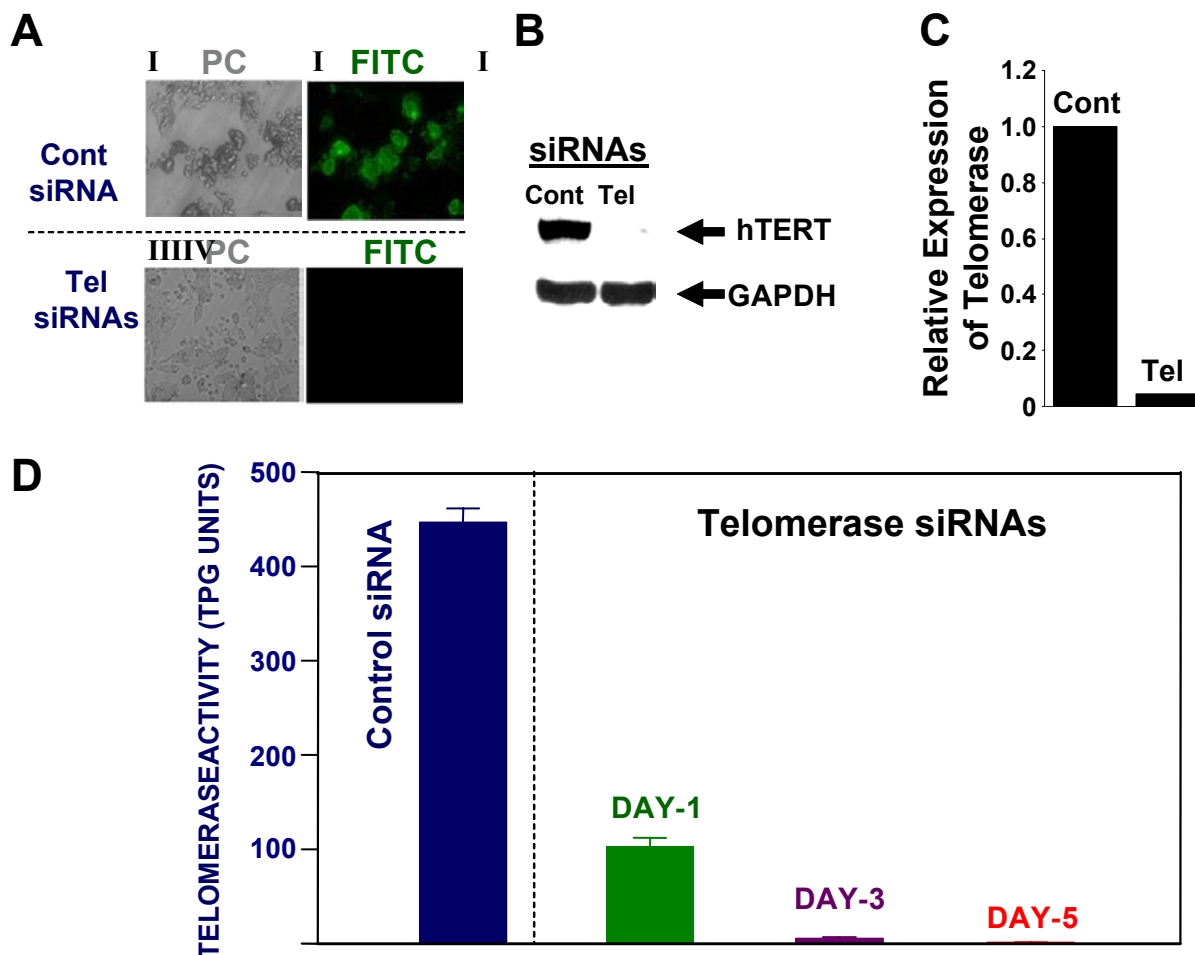 A
I PC I FITC I
Cont
siRNA
IIIIV PC FITC
Tel
siRNAs
B
siRNAs
Cont Tel
hTERT
GAPDH
C
Relative Expression
of Telomerase
1.2
1.0
0.8
0.6
0.4
0.2
0
Cont
Tel
D
TELOMERASEACTIVITY (TPG UNITS)
500
400
300
200
100
Control siRNA
Telomerase siRNAs
DAY-1
DAY-3
DAY-5